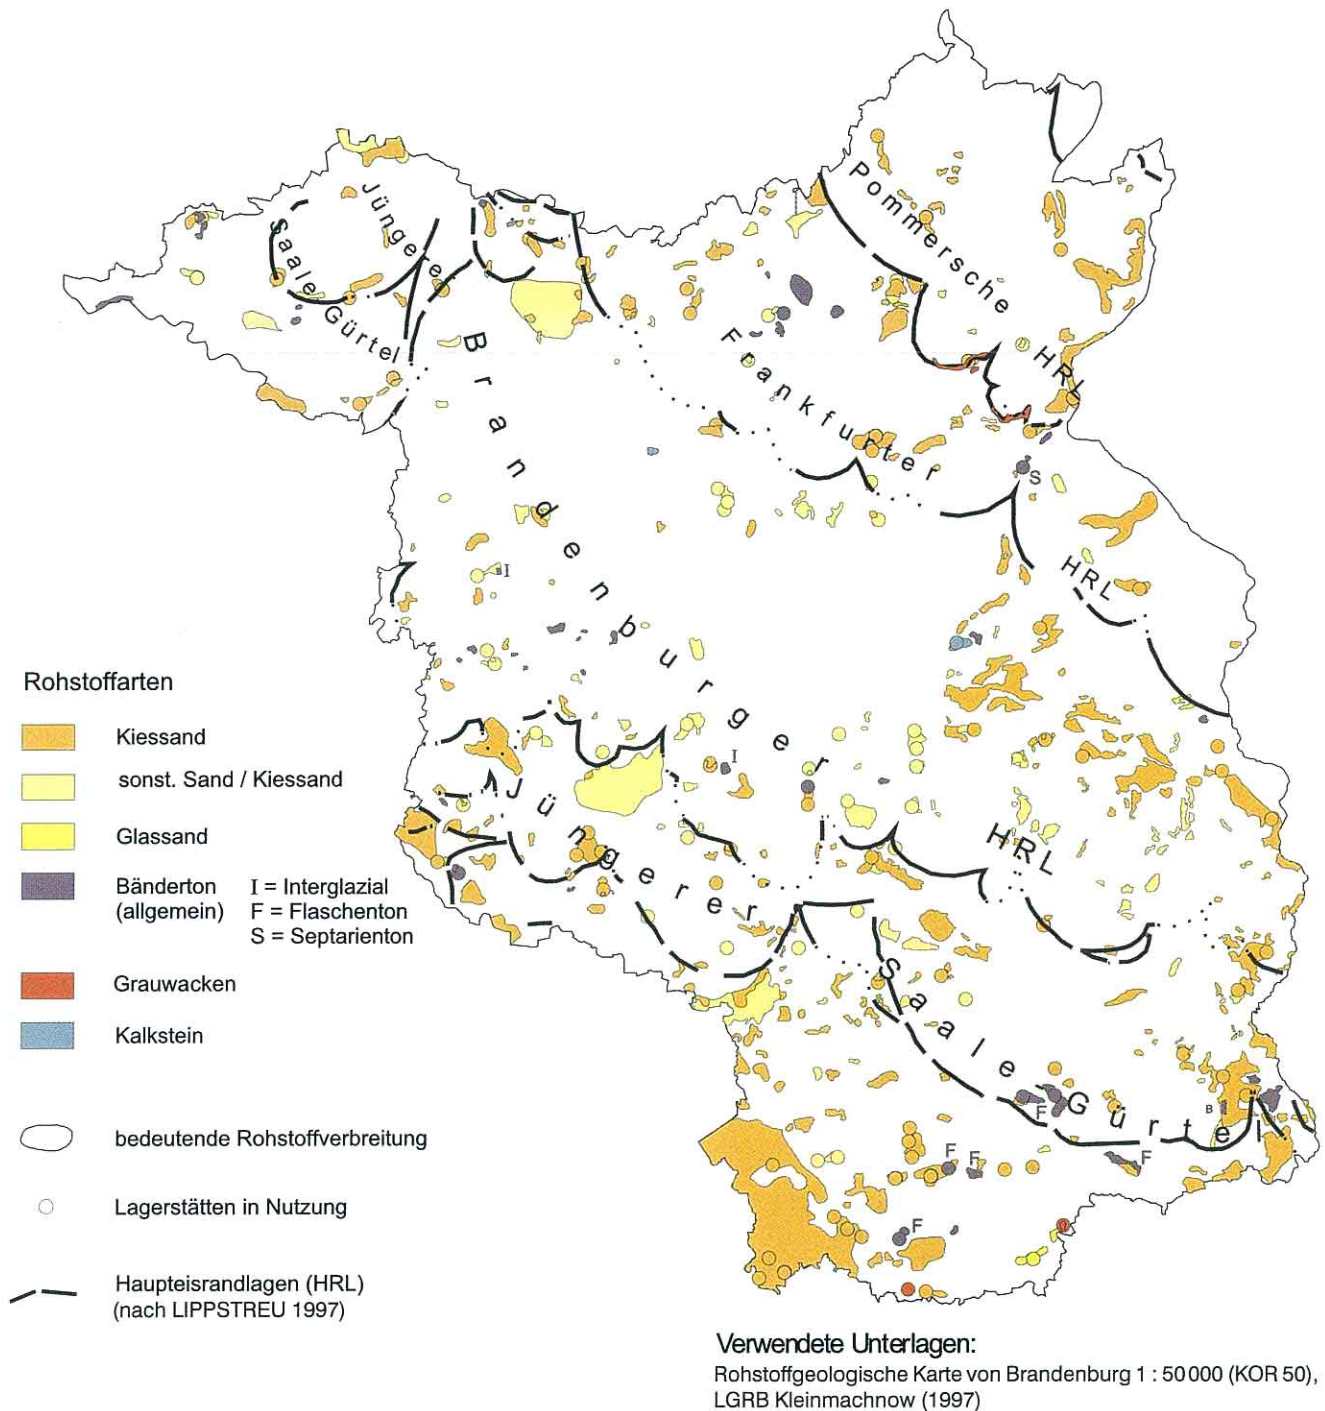 Jüngere
Saale Gürtel
Pommersche
HRL
Brandenburger
Frankfurter
S
HRL
I
I
HRL
Jüngerer
Saale-Gürtel
F
B
M
F
F
F
F
Rohstoffarten
Kiessand
sonst. Sand / Kiessand
Glassand
Bänderton
(allgemein)
I = Interglazial
F = Flaschenton
S = Septarienton
Grauwacken
Kalkstein
bedeutende Rohstoffverbreitung
Lagerstätten in Nutzung
Haupteisrandlagen (HRL)
(nach LIPPSTREU 1997)
Verwendete Unterlagen:
Rohstoffgeologische Karte von Brandenburg 1 : 50 000 (KOR 50),
LGRB Kleinmachnow (1997)